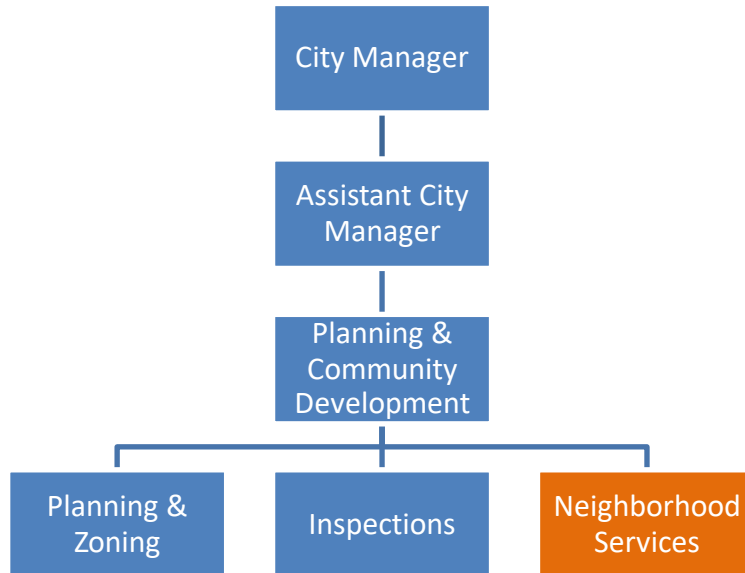 City Manager
Assistant City
Manager
Planning &
Community
Development
Planning &
Zoning
Inspections
Neighborhood
Services